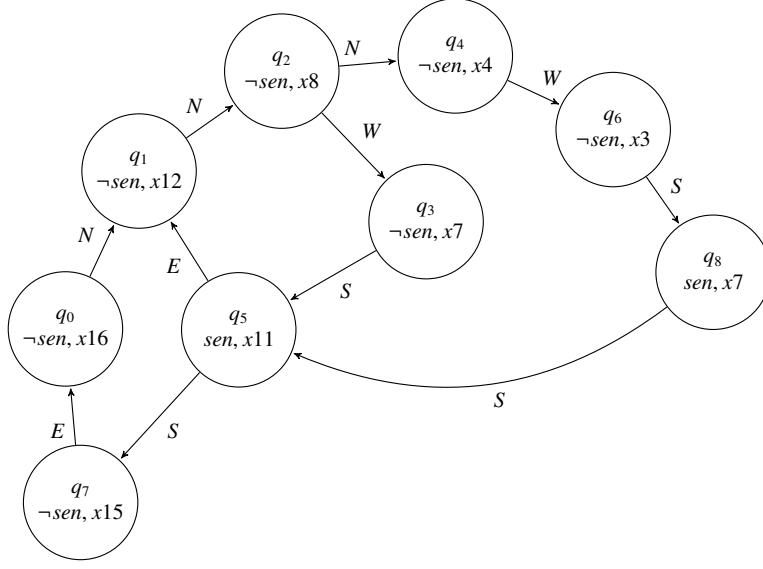 q₂
¬sen, x8
N
q₄
¬sen, x4
W
q₆
¬sen, x3
N
q₁
¬sen, x12
W
q₃
¬sen, x7
S
q₈
sen, x7
N
E
S
q₀
¬sen, x16
q₅
sen, x11
S
E
S
q₇
¬sen, x15